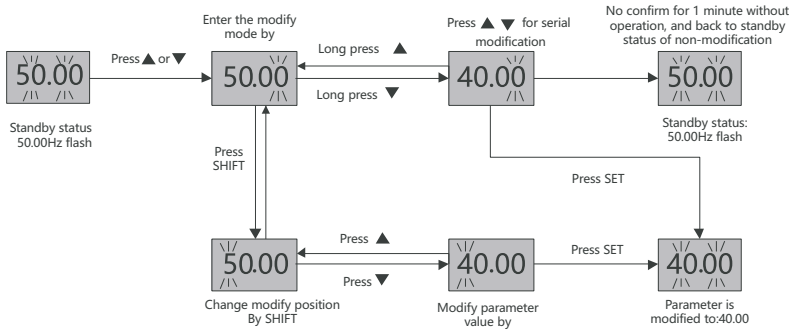 Enter the modify
mode by
Press ▲ ▼ for serial
modification
No confirm for 1 minute without
operation, and back to standby
status of non-modification
50.00
Press ▲ or ▼
50.00
Long press ▲
Long press ▼
40.00
50.00
Standby status
50.00Hz flash
Standby status:
50.00Hz flash
Press
SHIFT
Press SET
50.00
Press ▲
Press ▼
40.00
Press SET
40.00
Change modify position
By SHIFT
Modify parameter
value by
Parameter is
modified to:40.00